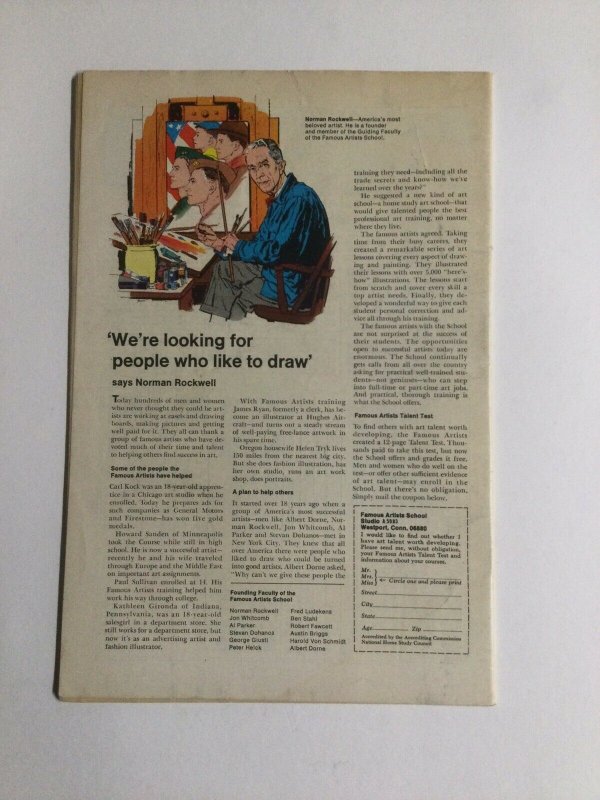 Norman Rockwell—America's most
beloved artist. He is a founder
and member of the Guiding Faculty
of the Famous Artists School.
'We're looking for
people who like to draw'
says Norman Rockwell
Today hundreds of men and women
who never thought they could be art-
ists are working at easels and drawing
boards, making pictures and getting
well paid for it. They all can thank a
group of famous artists who have de-
voted much of their time and talent
to helping others find success in art.
Some of the people the
Famous Artists have helped
Carl Kock was an 18-year-old appren-
tice in a Chicago art studio when he
enrolled. Today he prepares ads for
such companies as General Motors
and Firestone—has won five gold
medals.
Howard Sanden of Minneapolis
took the Course while still in high
school. He is now a successful artist—
recently he and his wife traveled
through Europe and the Middle East
on important art assignments.
Paul Sullivan enrolled at 14. His
Famous Artists training helped him
work his way through college.
Kathleen Gironda of Indiana,
Pennsylvania, was an 18-year-old
salesgirl in a department store. She
still works for a department store, but
now it's as an advertising artist and
fashion illustrator.
With Famous Artists training
James Ryan, formerly a clerk, has be-
come an illustrator at Hughes Air-
craft—and turns out a steady stream
of well-paying free-lance artwork in
his spare time.
Oregon housewife Helen Tryk lives
150 miles from the nearest big city.
But she does fashion illustration, has
her own studio, runs an art work
shop, does portraits.
A plan to help others
It started over 18 years ago when a
group of America's most successful
artists—men like Albert Dorne, Nor-
man Rockwell, Jon Whitcomb, Al
Parker and Stevan Dohanos—met in
New York City. They knew that all
over America there were people who
liked to draw who could be turned
into good artists. Albert Dorne asked,
"Why can't we give these people the
Founding Faculty of the
Famous Artists School
Norman Rockwell
Jon Whitcomb
Al Parker
Stevan Dohanos
George Giusti
Peter Helck
Fred Ludekens
Ben Stahl
Robert Fawcett
Austin Briggs
Harold Von Schmidt
Albert Dorne
training they need—including all the
trade secrets and know-how we've
learned over the years?"
He suggested a new kind of art
school—a home study art school—that
would give talented people the best
professional art training, no matter
where they live.
The famous artists agreed. Taking
time from their busy careers, they
created a remarkable series of art
lessons covering every aspect of draw-
ing and painting. They illustrated
their lessons with over 5,000 "here's-
how" illustrations. The lessons start
from scratch and cover every skill a
top artist needs. Finally, they de-
veloped a wonderful way to give each
student personal correction and ad-
vice all through his training.
The famous artists with the School
are not surprised at the success of
their students. The opportunities
open to successful artists today are
enormous. The School continually
gets calls from all over the country
asking for practical well-trained stu-
dents—not geniuses—who can step
into full-time or part-time art jobs.
And practical, thorough training is
what the School offers.
Famous Artists Talent Test
To find others with art talent worth
developing, the Famous Artists
created a 12-page Talent Test. Thou-
sands paid to take this test, but now
the School offers and grades it free.
Men and women who do well on the
test—or offer other sufficient evidence
of art talent—may enroll in the
School. But there's no obligation.
Simply mail the coupon below.
Famous Artists School
Studio
Westport, Conn. 06880
I would like to find out whether I
have art talent worth developing.
Please send me, without obligation,
your Famous Artists Talent Test and
information about your courses.
Mr.
Mrs.
Miss
Circle one and please print
Street
City
State
Age Zip
Accredited by the Accrediting Commission
National Home Study Council